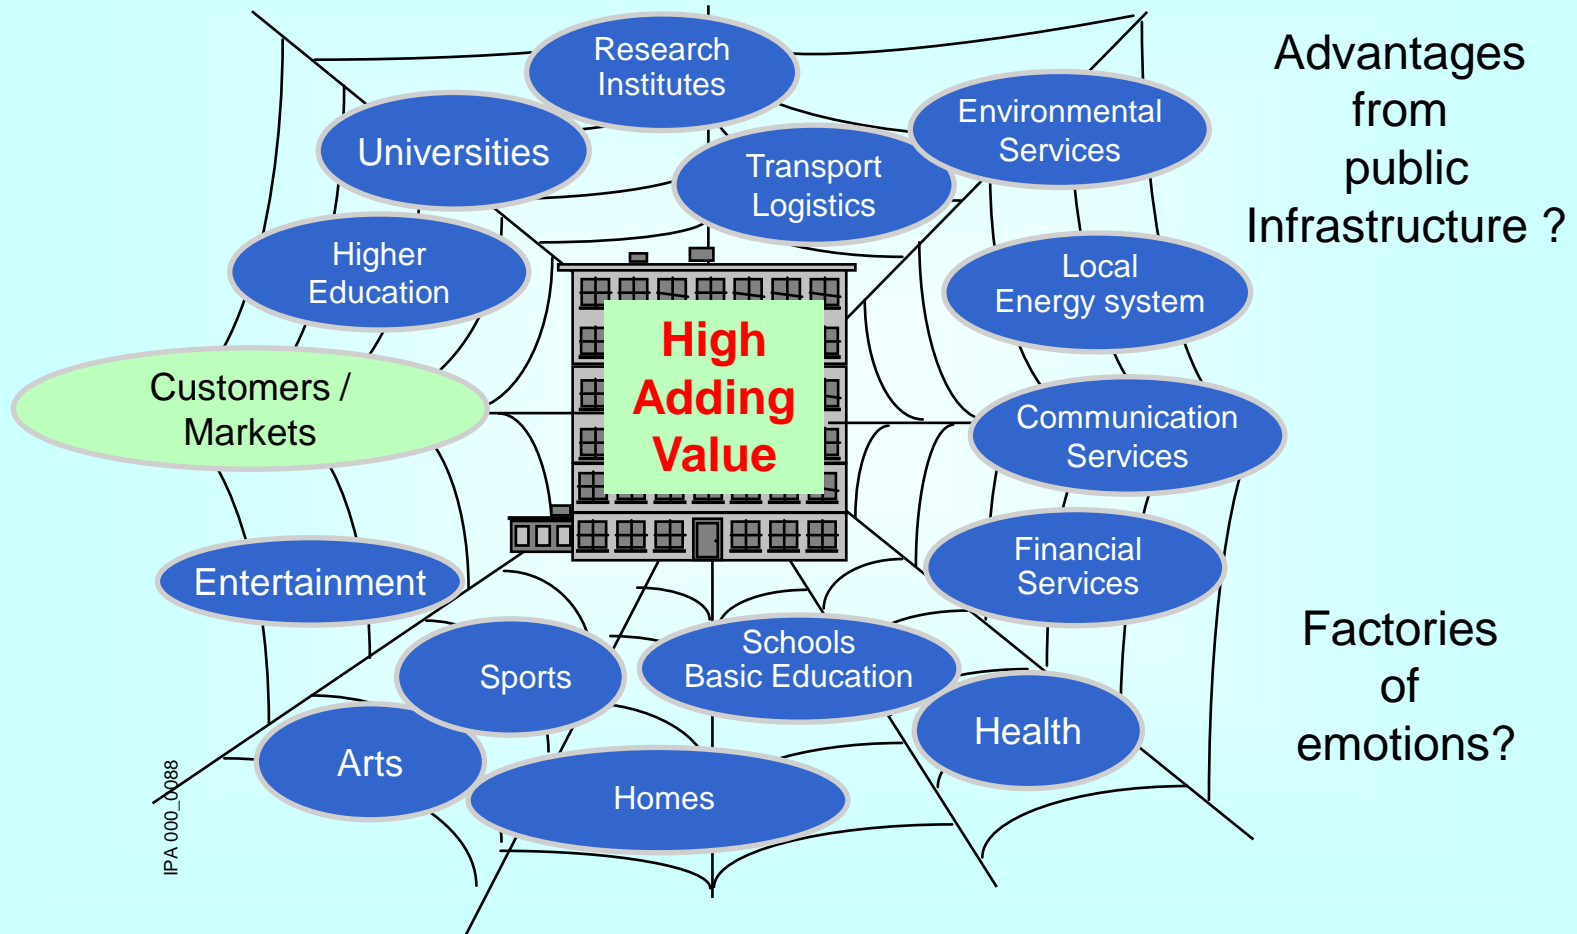 Research
Institutes
Universities
Transport
Logistics
Environmental
Services
Advantages
from
public
Infrastructure ?
Higher
Education
Local
Energy system
High
Adding
Value
Customers /
Markets
Communication
Services
Entertainment
Financial
Services
Sports
Schools
Basic Education
Health
Factories
of
emotions?
Arts
Homes
IPA 000_0088